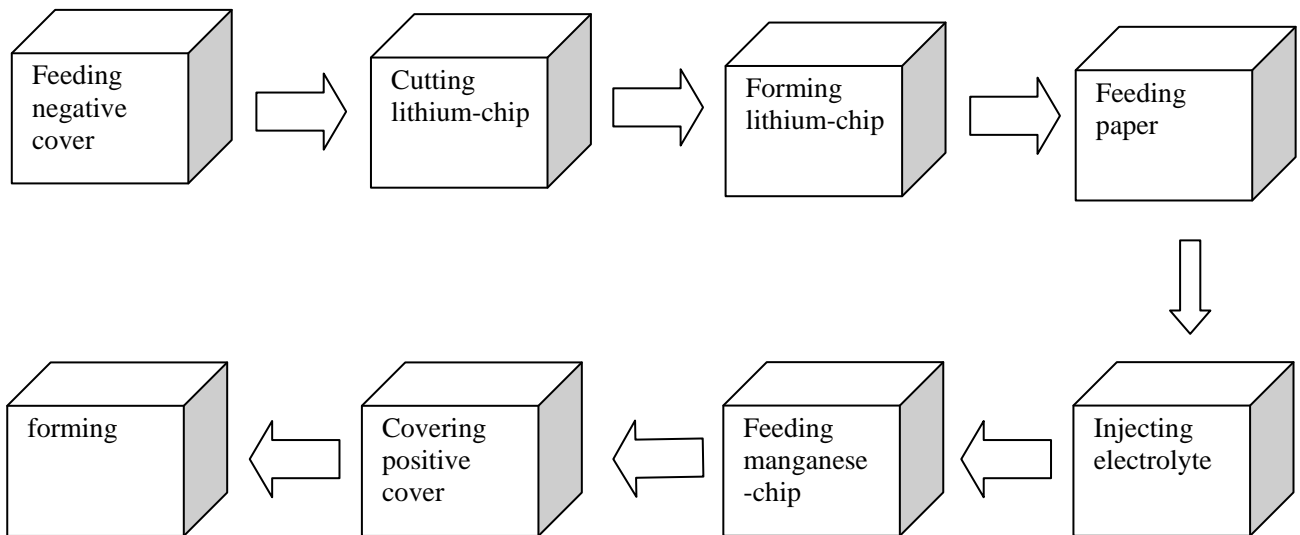 Feeding
negative
cover
Cutting
lithium-chip
Forming
lithium-chip
Feeding
paper
Injecting
electrolyte
Feeding
manganese
-chip
Covering
positive
cover
forming